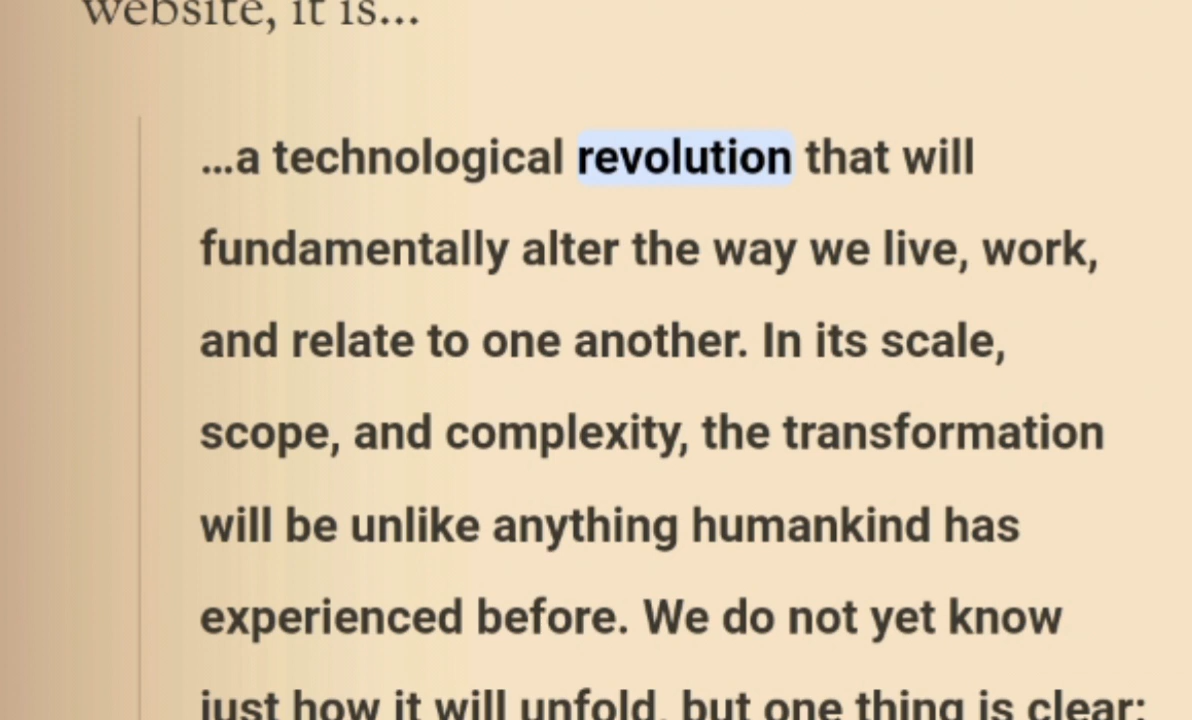 website, it is...
...a technological revolution that will
fundamentally alter the way we live, work,
and relate to one another. In its scale,
scope, and complexity, the transformation
will be unlike anything humankind has
experienced before. We do not yet know
just how it will unfold, but one thing is clear: